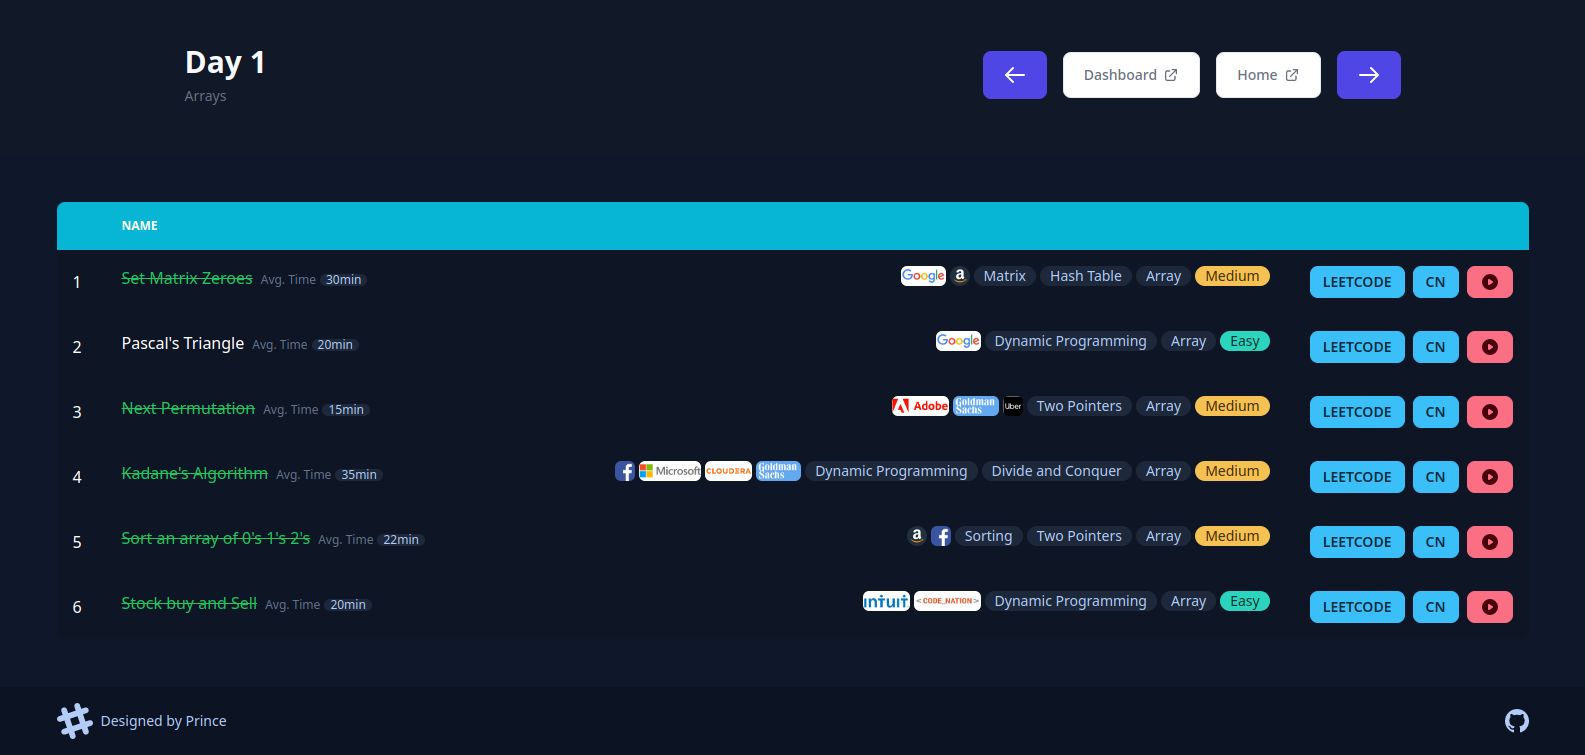 Day 1
Arrays
Dashboard
Home
NAME
1 Set Matrix Zeroes Avg. Time 30min Google Matrix Hash Table Array Medium LEETCODE CN
2 Pascal's Triangle Avg. Time 20min Google Dynamic Programming Array Easy LEETCODE CN
3 Next Permutation Avg. Time 15min Adobe Goldman Sachs Uber Two Pointers Array Medium LEETCODE CN
4 Kadane's Algorithm Avg. Time 35min Microsoft CLOUDERA Goldman Sachs Dynamic Programming Divide and Conquer Array Medium LEETCODE CN
5 Sort an array of 0's 1's 2's Avg. Time 22min a f Sorting Two Pointers Array Medium LEETCODE CN
6 Stock buy and Sell Avg. Time 20min intuit <CODE_NATION> Dynamic Programming Array Easy LEETCODE CN
Designed by Prince